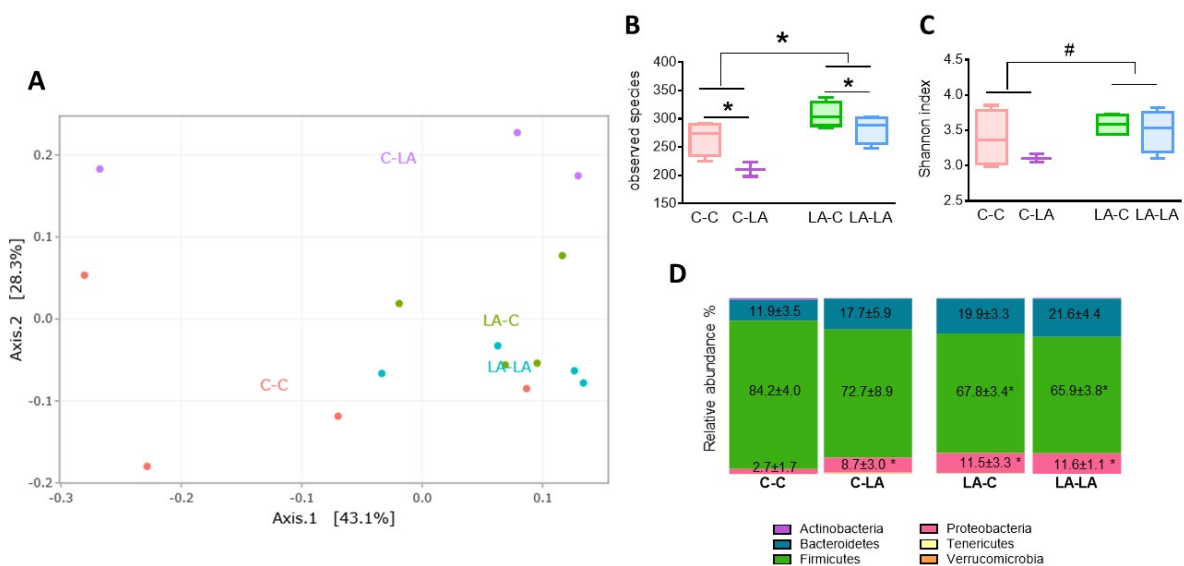 A
0.2
0.1
0.0
-0.1
-0.2
Axis.2 [28.3%]
C-LA
LA-C
LA-LA
C-C
-0.3
-0.2
-0.1
0.0
0.1
Axis.1 [43.1%]
B
*
400
350
300
250
200
150
observed species
*
*
C-C
C-LA
LA-C
LA-LA
C
#
4.5
4.0
3.5
3.0
2.5
Shannon index
C-C
C-LA
LA-C
LA-LA
D
Relative abundance %
11.9±3.5
17.7±5.9
19.9±3.3
21.6±4.4
84.2±4.0
72.7±8.9
67.8±3.4*
65.9±3.8*
2.7±1.7
8.7±3.0 *
11.5±3.3 *
11.6±1.1 *
C-C
C-LA
LA-C
LA-LA
Actinobacteria
Bacteroidetes
Firmicutes
Proteobacteria
Tenericutes
Verrucomicrobia